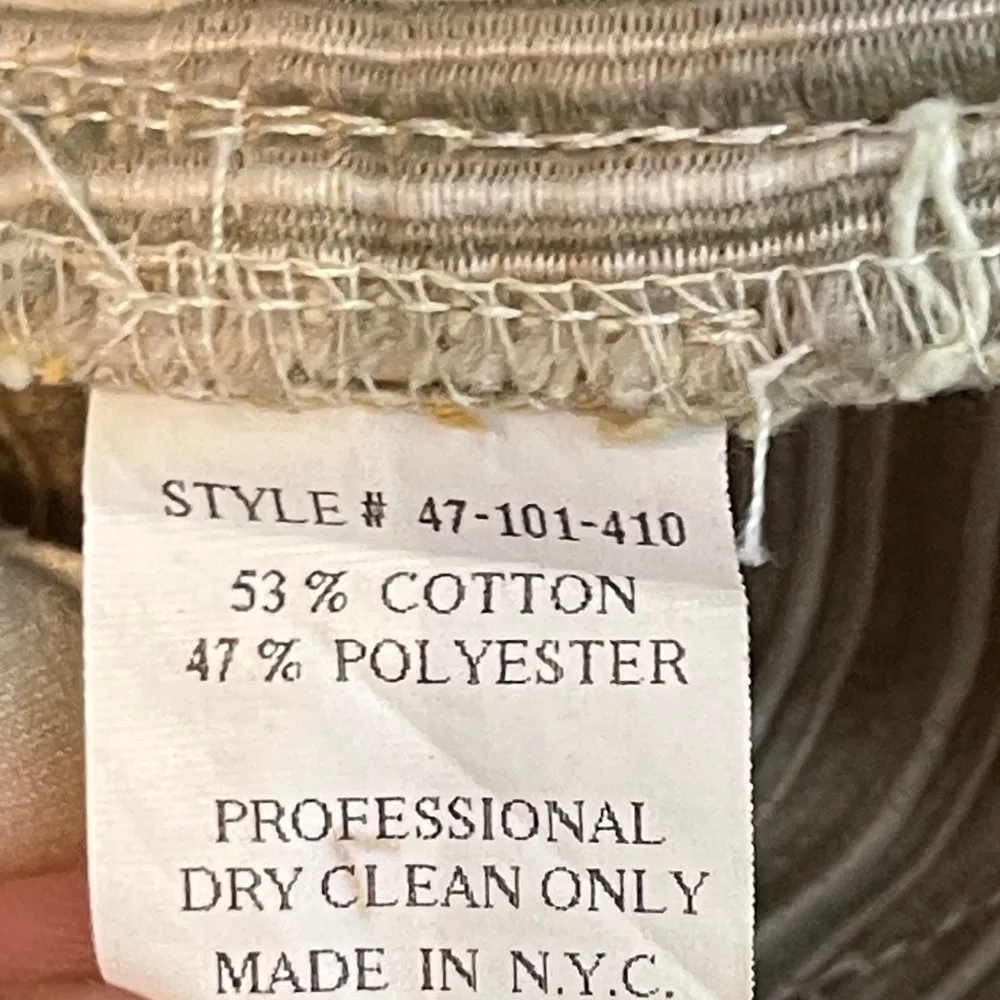 STYLE # 47-101-410
53 % COTTON
47 % POLYESTER
PROFESSIONAL
DRY CLEAN ONLY
MADE IN N.Y.C.